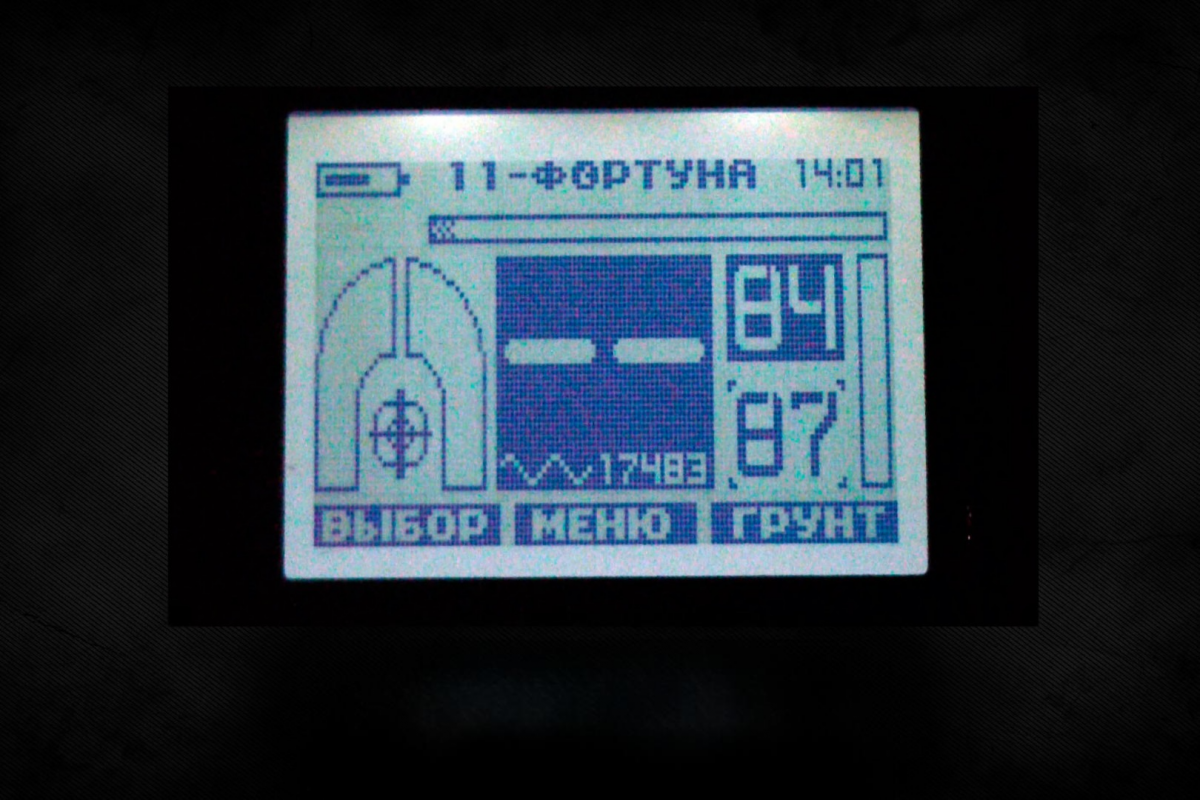 11-ФОРТУНА 14:01
84
-- 87
17483
ВЫБОР МЕНЮ ГРУНТ